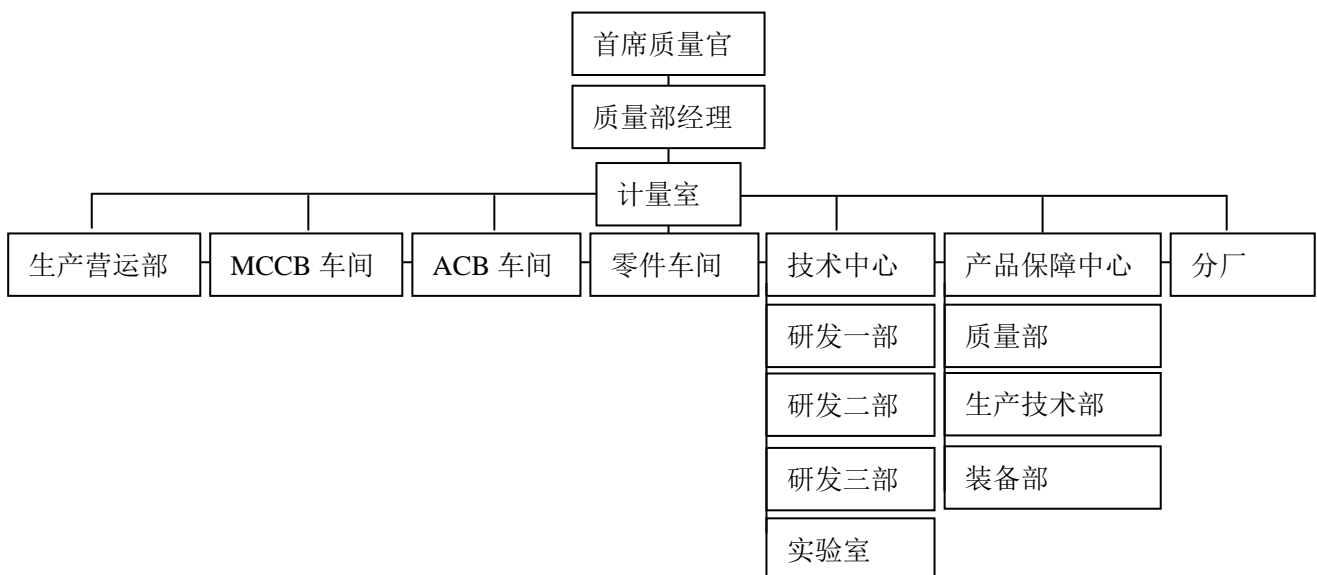 首席质量官
质量部经理
计量室
生产营运部 MCCB 车间 ACB 车间 零件车间 技术中心 产品保障中心 分厂
研发一部 质量部
研发二部 生产技术部
研发三部 装备部
实验室